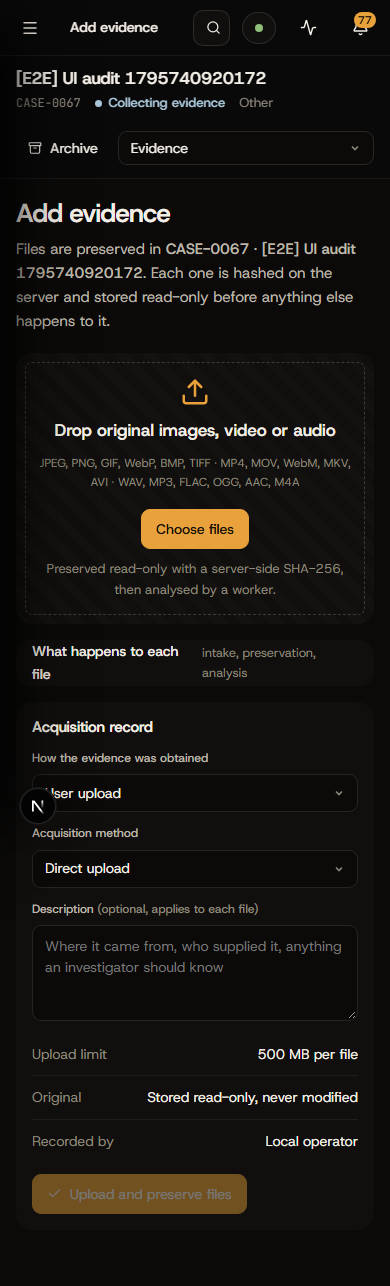 Add evidence
77
[E2E] UI audit 1795740920172
CASE-0067 Collecting evidence Other
Archive Evidence
Add evidence
Files are preserved in CASE-0067 · [E2E] UI audit
1795740920172. Each one is hashed on the
server and stored read-only before anything else
happens to it.
Drop original images, video or audio
JPEG, PNG, GIF, WebP, BMP, TIFF · MP4, MOV, WebM, MKV,
AVI · WAV, MP3, FLAC, OGG, AAC, M4A
Choose files
Preserved read-only with a server-side SHA-256,
then analysed by a worker.
What happens to each
file
intake, preservation,
analysis
Acquisition record
How the evidence was obtained
User upload
N
Acquisition method
Direct upload
Description (optional, applies to each file)
Where it came from, who supplied it, anything
an investigator should know
Upload limit 500 MB per file
Original Stored read-only, never modified
Recorded by Local operator
Upload and preserve files